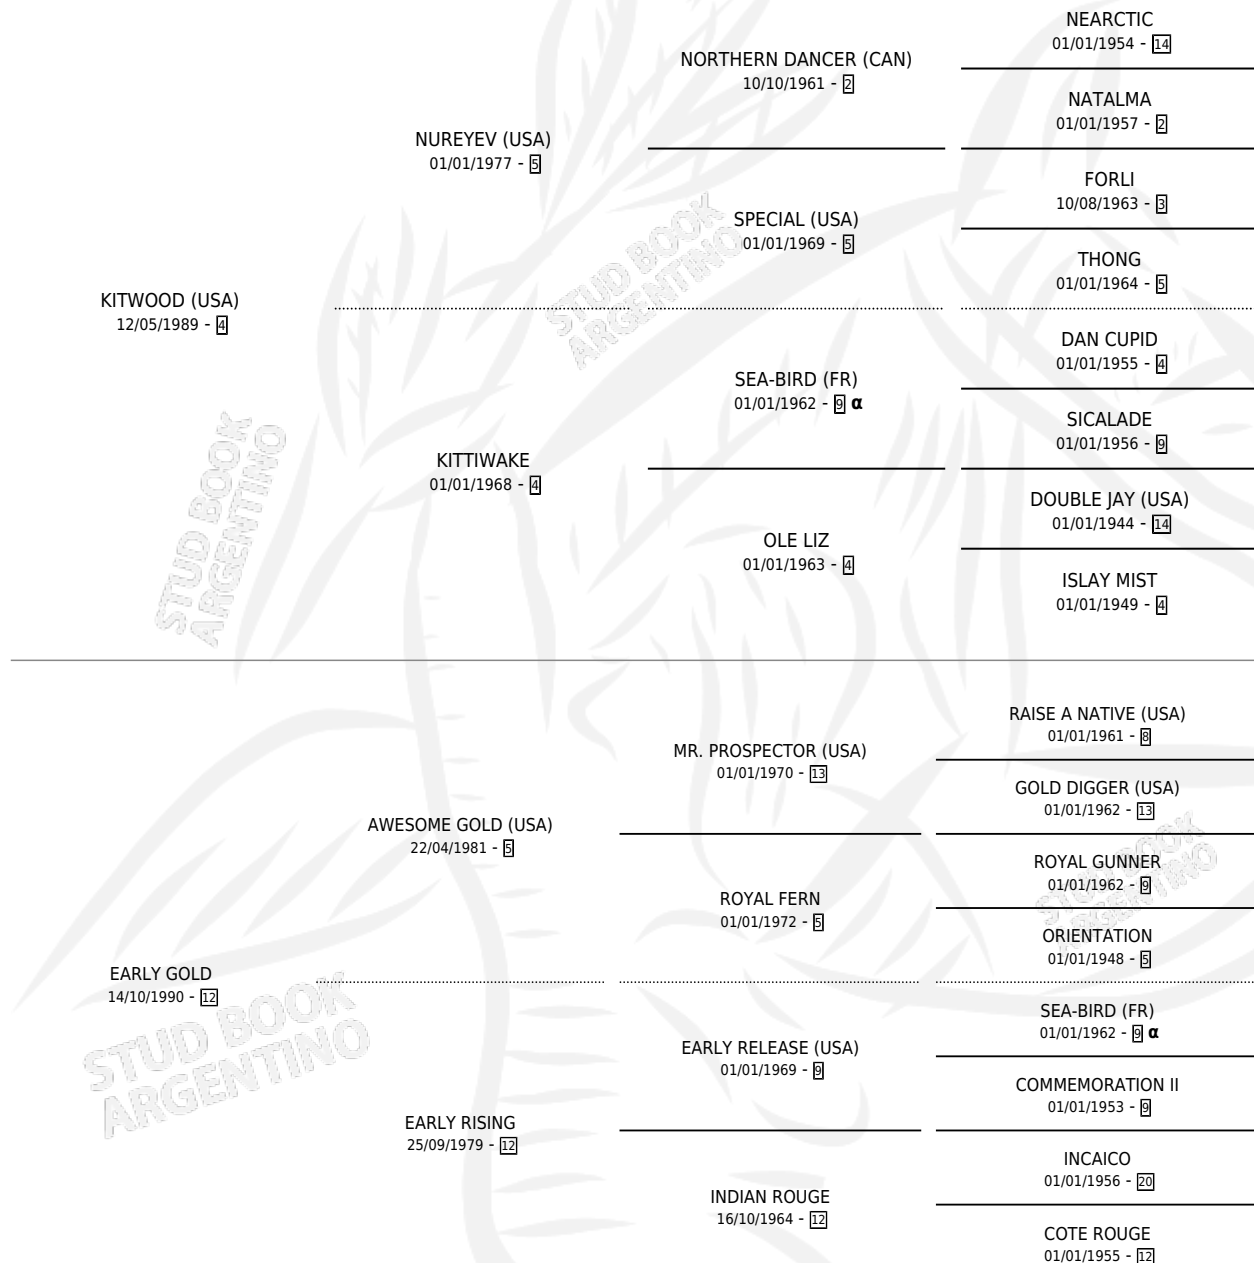 NEARCTIC
01/01/1954 - 14
NORTHERN DANCER (CAN)
10/10/1961 - 2
NATALMA
01/01/1957 - 2
NUREYEV (USA)
01/01/1977 - 5
FORLI
10/08/1963 - 3
SPECIAL (USA)
01/01/1969 - 5
THONG
01/01/1964 - 5
KITWOOD (USA)
12/05/1989 - 4
DAN CUPID
01/01/1955 - 4
SEA-BIRD (FR)
01/01/1962 - 9 α
SICALADE
01/01/1956 - 9
KITTIWAKE
01/01/1968 - 4
DOUBLE JAY (USA)
01/01/1944 - 14
OLE LIZ
01/01/1963 - 4
ISLAY MIST
01/01/1949 - 4
RAISE A NATIVE (USA)
01/01/1961 - 8
MR. PROSPECTOR (USA)
01/01/1970 - 13
GOLD DIGGER (USA)
01/01/1962 - 13
AWESOME GOLD (USA)
22/04/1981 - 5
ROYAL GUNNER
01/01/1962 - 9
ROYAL FERN
01/01/1972 - 5
ORIENTATION
01/01/1948 - 5
EARLY GOLD
14/10/1990 - 12
SEA-BIRD (FR)
01/01/1962 - 9 α
EARLY RELEASE (USA)
01/01/1969 - 9
COMMEMORATION II
01/01/1953 - 9
EARLY RISING
25/09/1979 - 12
INCAICO
01/01/1956 - 20
INDIAN ROUGE
16/10/1964 - 12
COTE ROUGE
01/01/1955 - 12
STUD BOOK
ARGENTINO
STUD BOOK
ARGENTINO
STUD BOOK
ARGENTINO
STUD BOOK
ARGENTINO